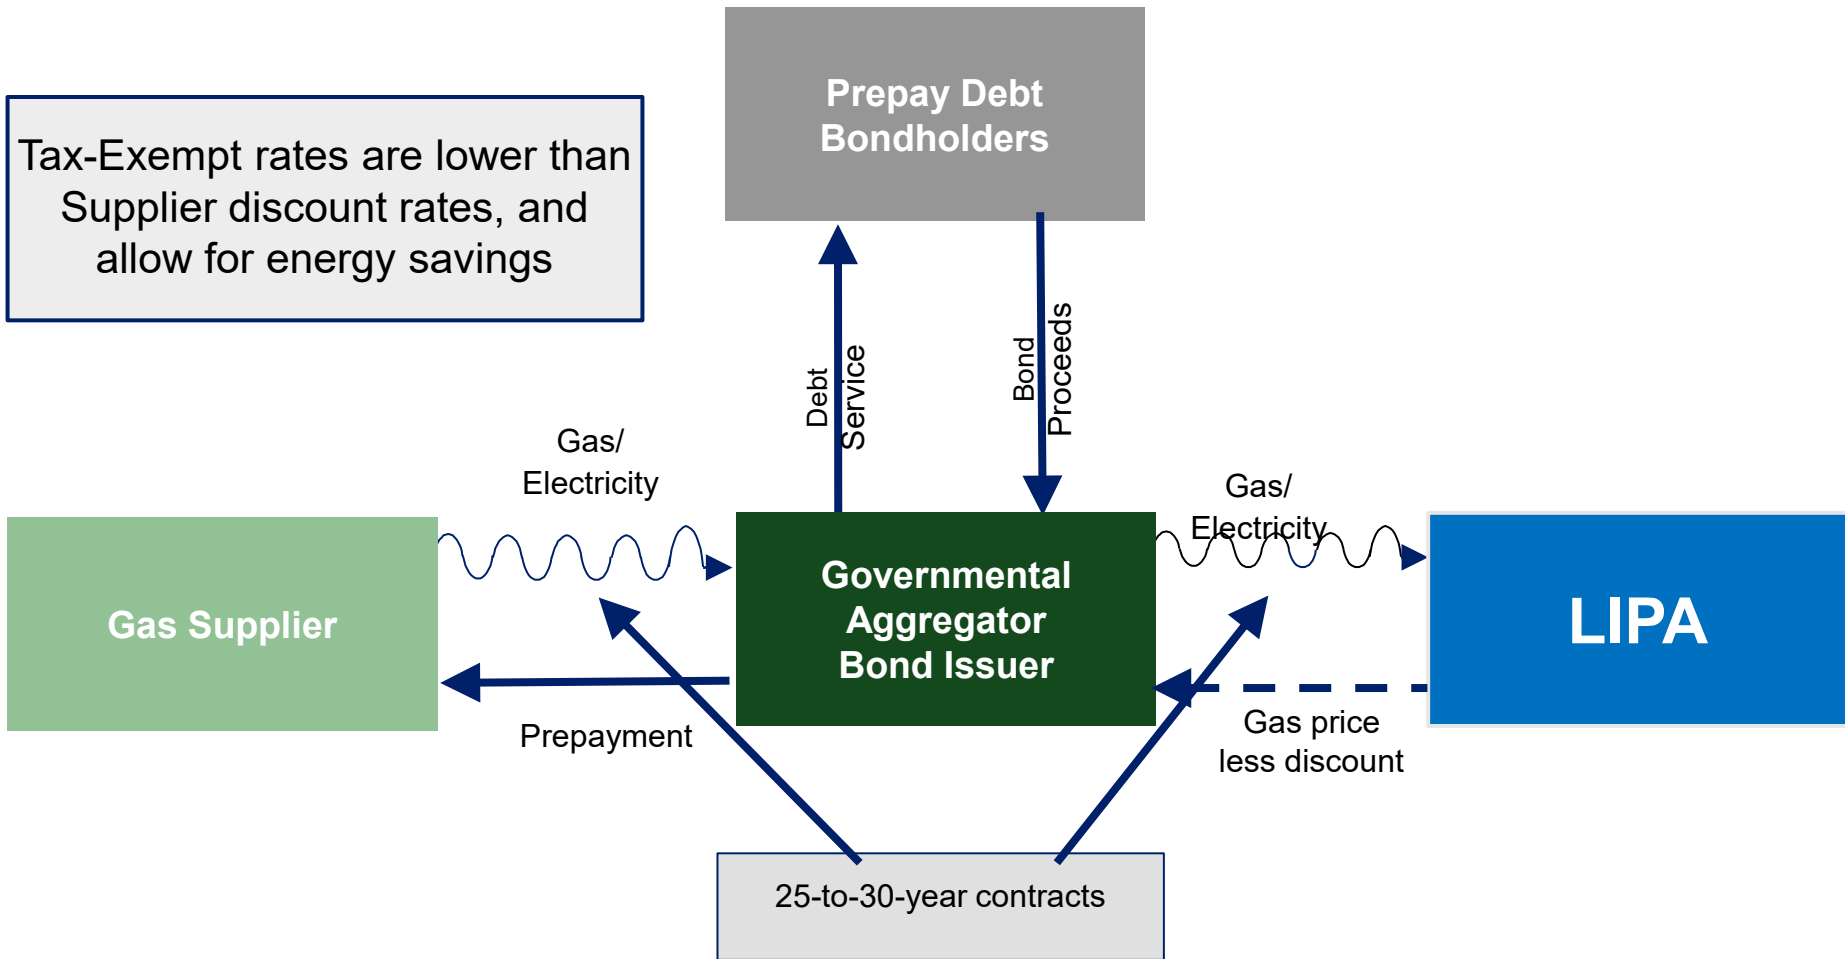 Prepay Debt
Bondholders
Tax-Exempt rates are lower than
Supplier discount rates, and
allow for energy savings
Debt
Service
Bond
Proceeds
Gas/
Electricity
Gas/
Electricity
Gas Supplier
Governmental
Aggregator
Bond Issuer
LIPA
Prepayment
Gas price
less discount
25-to-30-year contracts